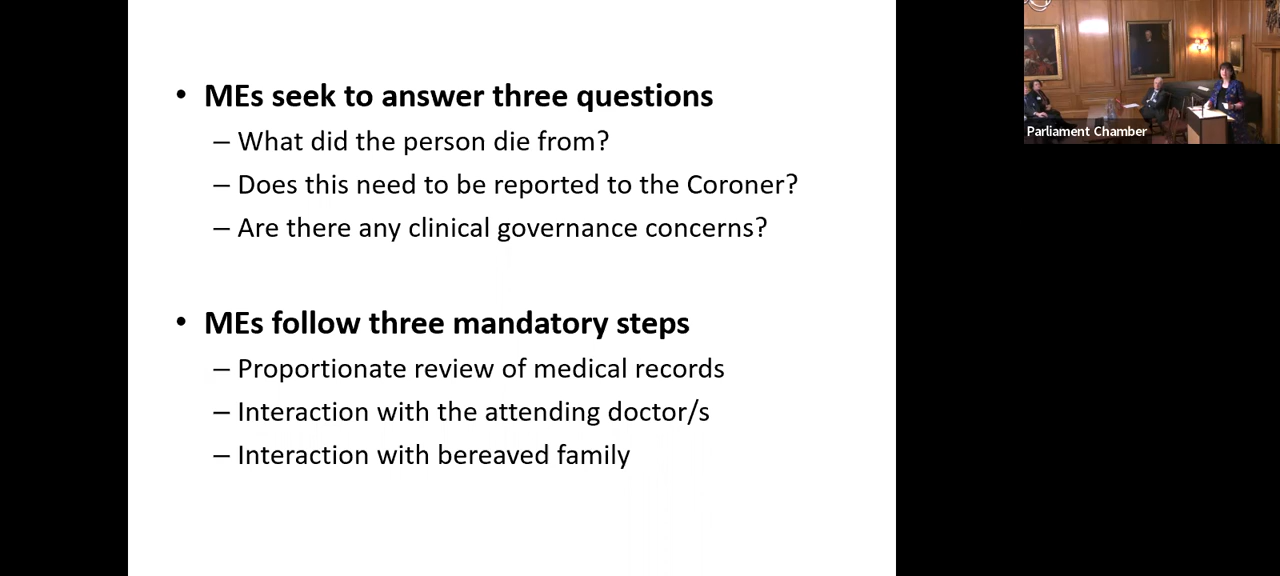 • MEs seek to answer three questions
– What did the person die from?
– Does this need to be reported to the Coroner?
– Are there any clinical governance concerns?
• MEs follow three mandatory steps
– Proportionate review of medical records
– Interaction with the attending doctor/s
– Interaction with bereaved family
Parliament Chamber